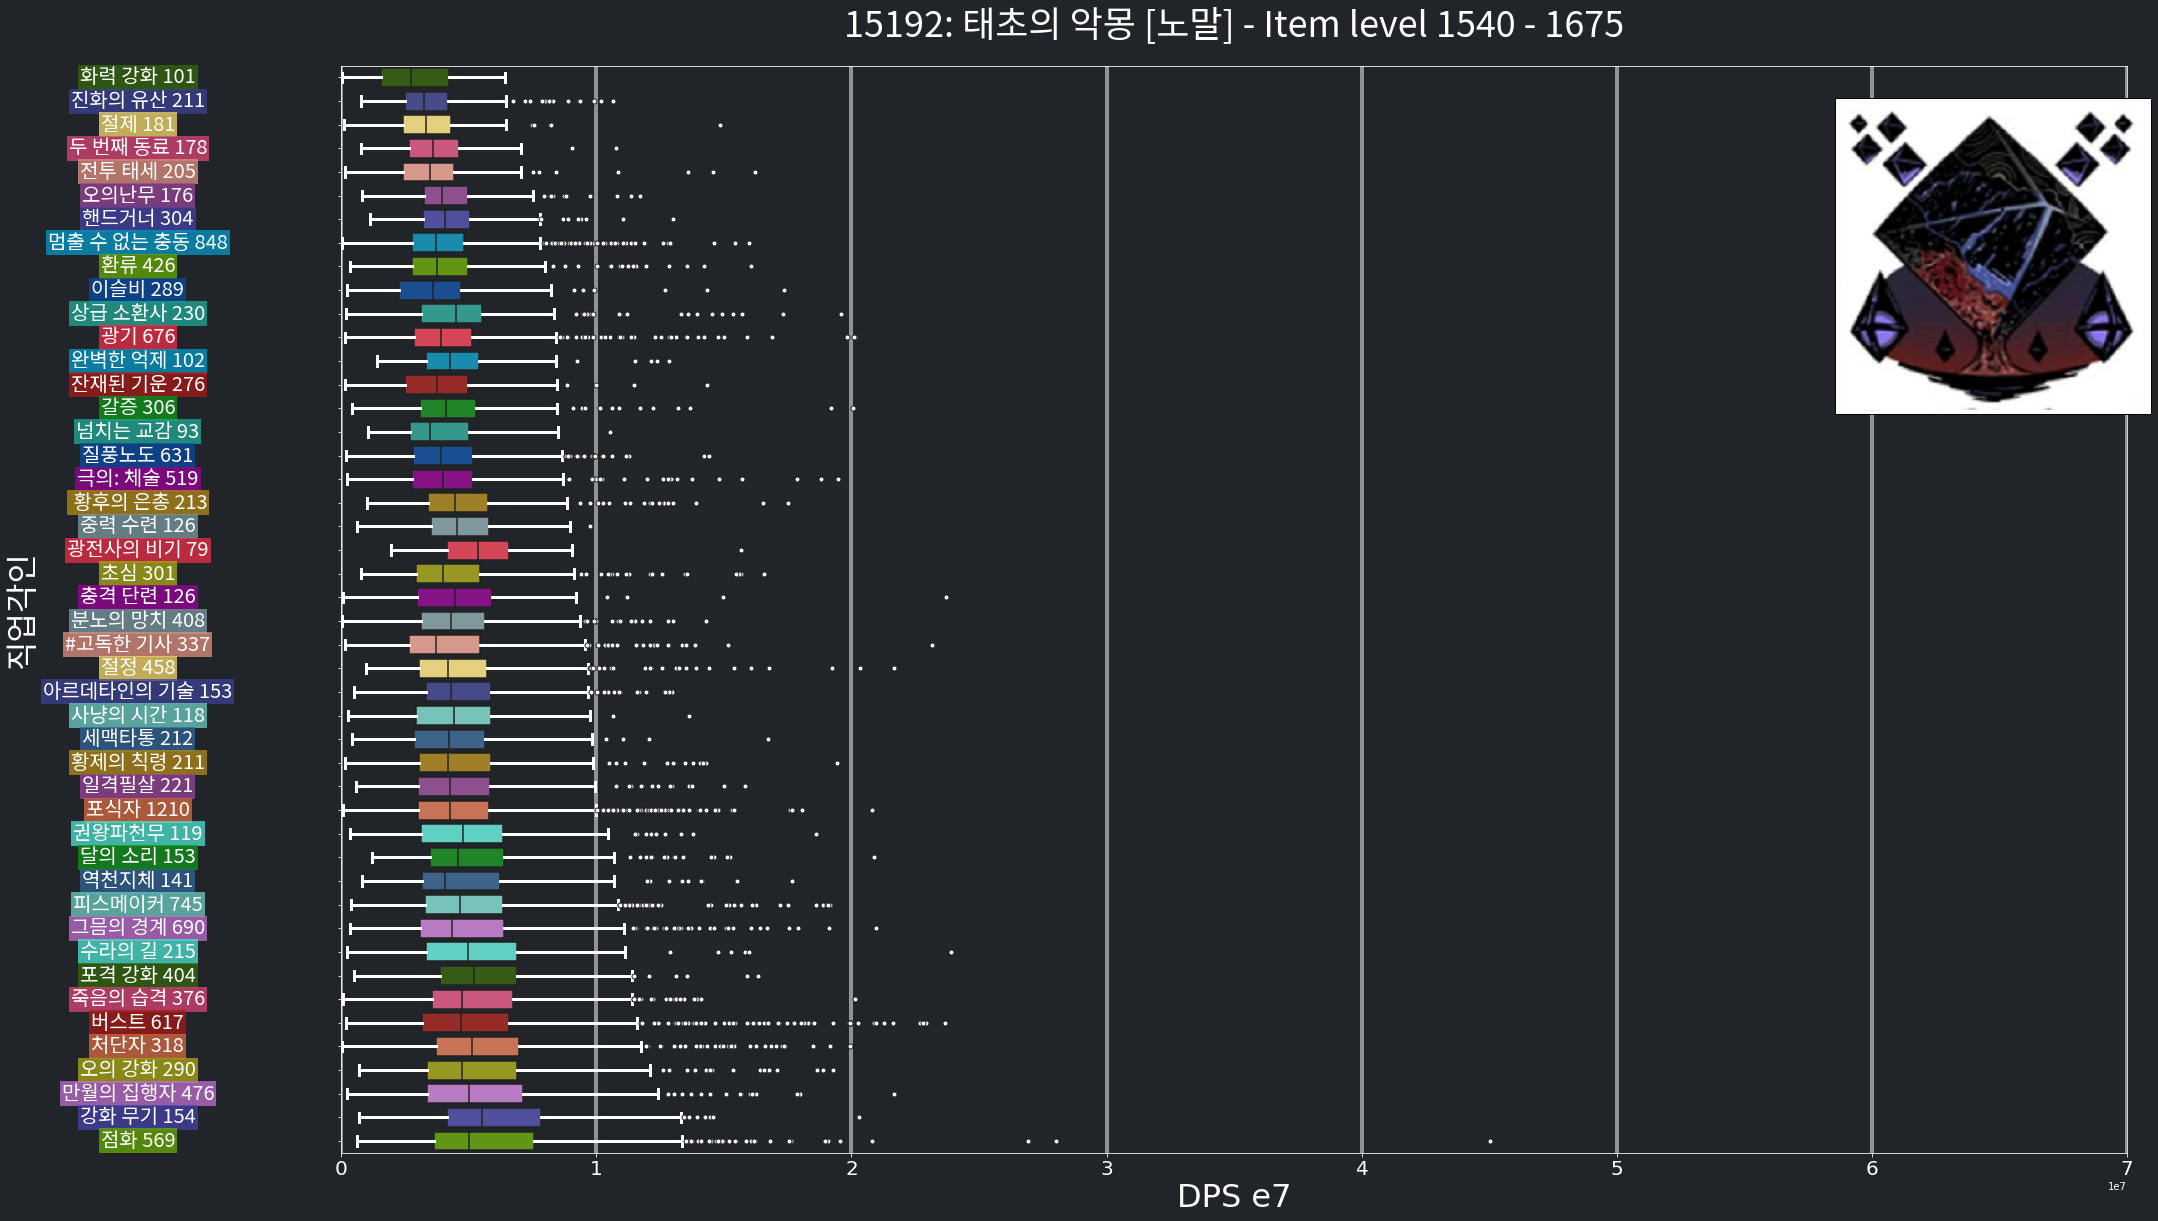 15192: 태초의 악몽 [노말] - Item level 1540 - 1675
화력 강화 101
진화의 유산 211
절제 181
두 번째 동료 178
전투 태세 205
오의난무 176
핸드거너 304
멈출 수 없는 충동 848
환류 426
이슬비 289
상급 소환사 230
광기 676
완벽한 억제 102
잔재된 기운 276
갈증 306
넘치는 교감 93
질풍노도 631
극의: 체술 519
황후의 은총 213
중력 수련 126
광전사의 비기 79
초심 301
충격 단련 126
분노의 망치 408
#고독한 기사 337
절정 458
아르데타인의 기술 153
사냥의 시간 118
세맥타통 212
황제의 칙령 211
일격필살 221
포식자 1210
권왕파천무 119
달의 소리 153
역천지체 141
피스메이커 745
그믐의 경계 690
수라의 길 215
포격 강화 404
죽음의 습격 376
버스트 617
처단자 318
오의 강화 290
만월의 집행자 476
강화 무기 154
점화 569
직업각인
0 1 2 3 4 5 6 7
1e7
DPS e7